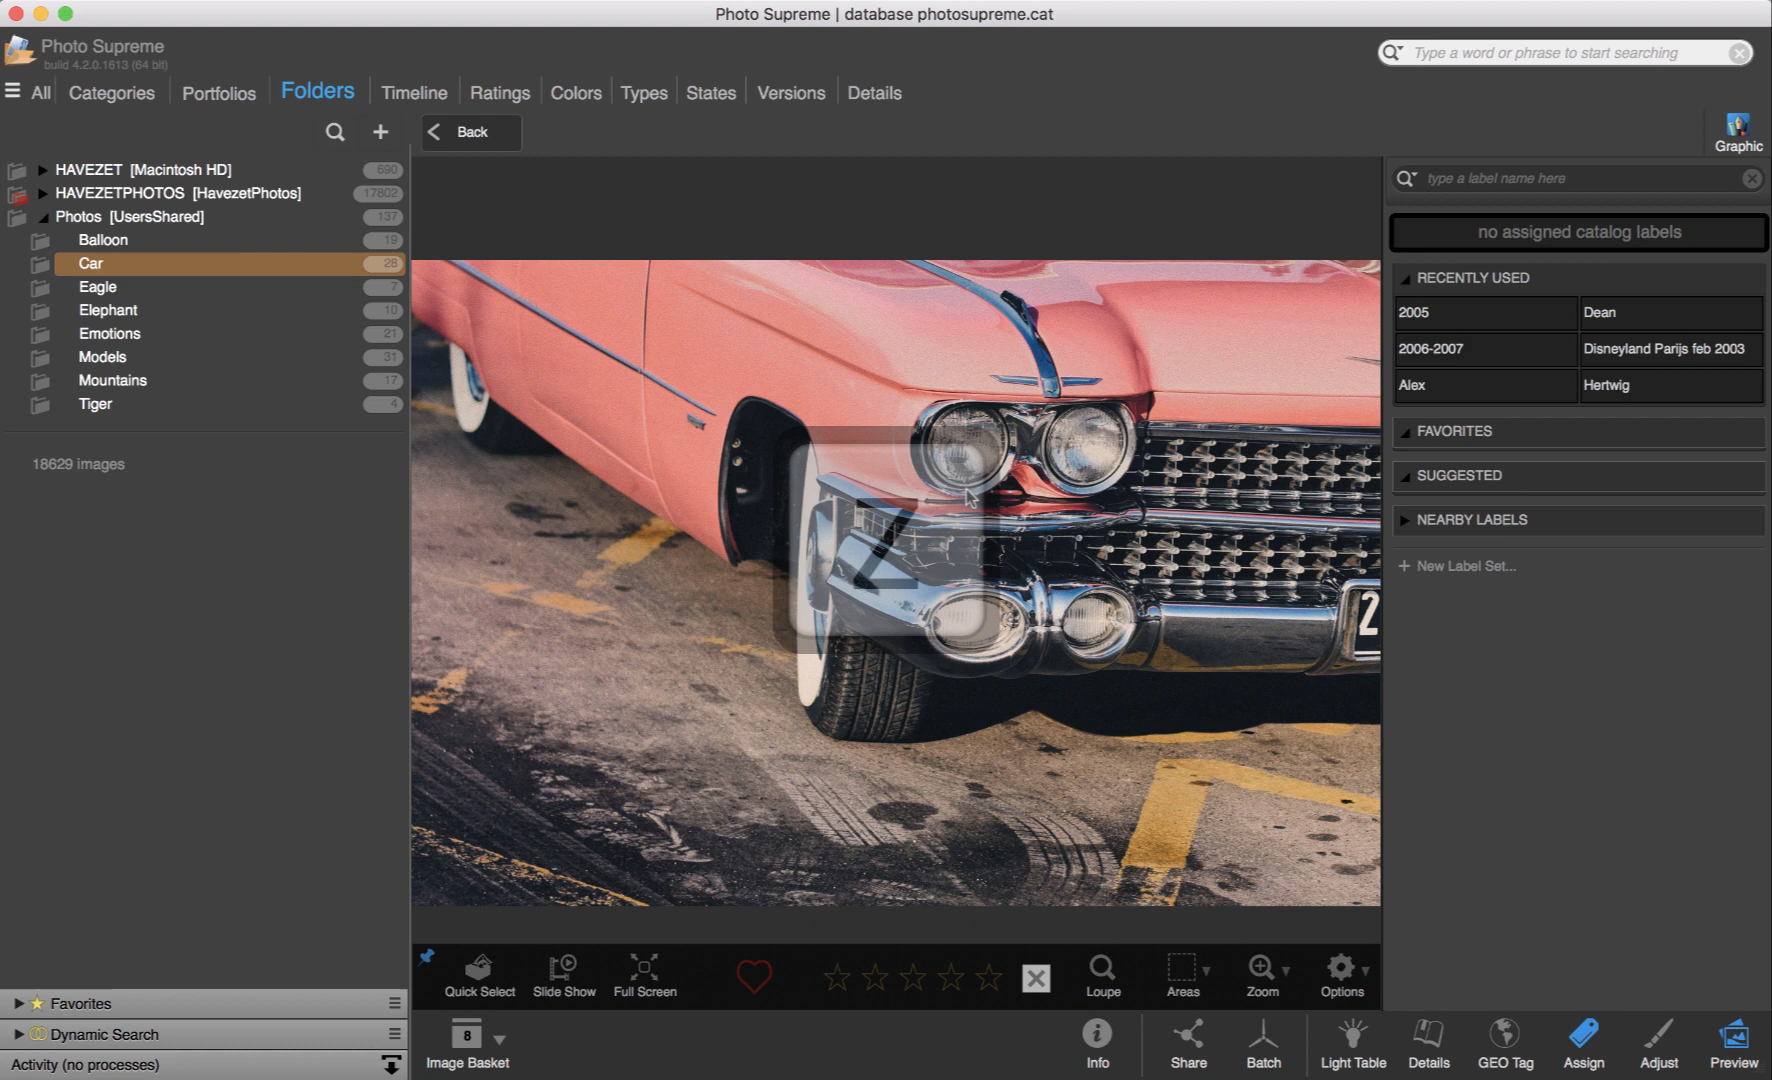 Photo Supreme | database photosupreme.cat
Photo Supreme
build 4.2.0.1613 (64 bit)
Type a word or phrase to start searching
All Categories Portfolios Folders Timeline Ratings Colors Types States Versions Details
Back
Graphic
HAVEZET [Macintosh HD] 690
HAVEZETPHOTOS [HavezetPhotos] 17802
Photos [UsersShared] 137
Balloon 19
Car 28
Eagle 7
Elephant 10
Emotions 21
Models 31
Mountains 17
Tiger 4
18629 images
Z
2
type a label name here
no assigned catalog labels
RECENTLY USED
2005 Dean
2006-2007 Disneyland Parijs feb 2003
Alex Hertwig
FAVORITES
SUGGESTED
NEARBY LABELS
+ New Label Set...
Quick Select Slide Show Full Screen Loupe Areas Zoom Options
Favorites
Dynamic Search
Activity (no processes)
8
Image Basket Info Share Batch Light Table Details GEO Tag Assign Adjust Preview